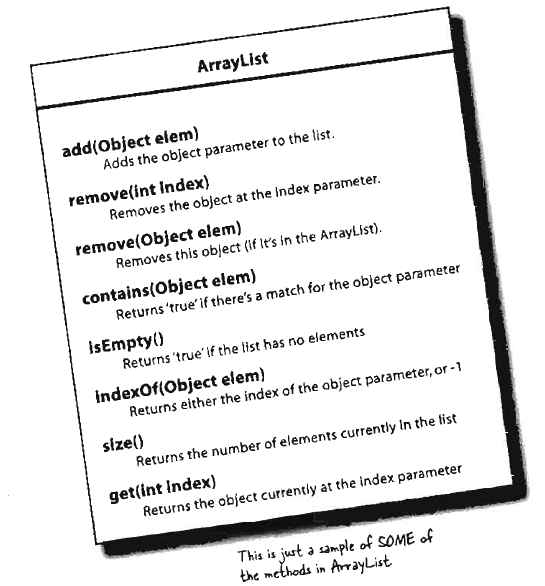 ArrayList
add(Object elem)
Adds the object parameter to the list.
remove(int index)
Removes the object at the index parameter.
remove(Object elem)
Removes this object (if it's in the ArrayList).
contains(Object elem)
Returns 'true' if there's a match for the object parameter
isEmpty()
Returns 'true' if the list has no elements
indexOf(Object elem)
Returns either the index of the object parameter, or -1
size()
Returns the number of elements currently in the list
get(int index)
Returns the object currently at the index parameter
This is just a sample of SOME of
the methods in ArrayList